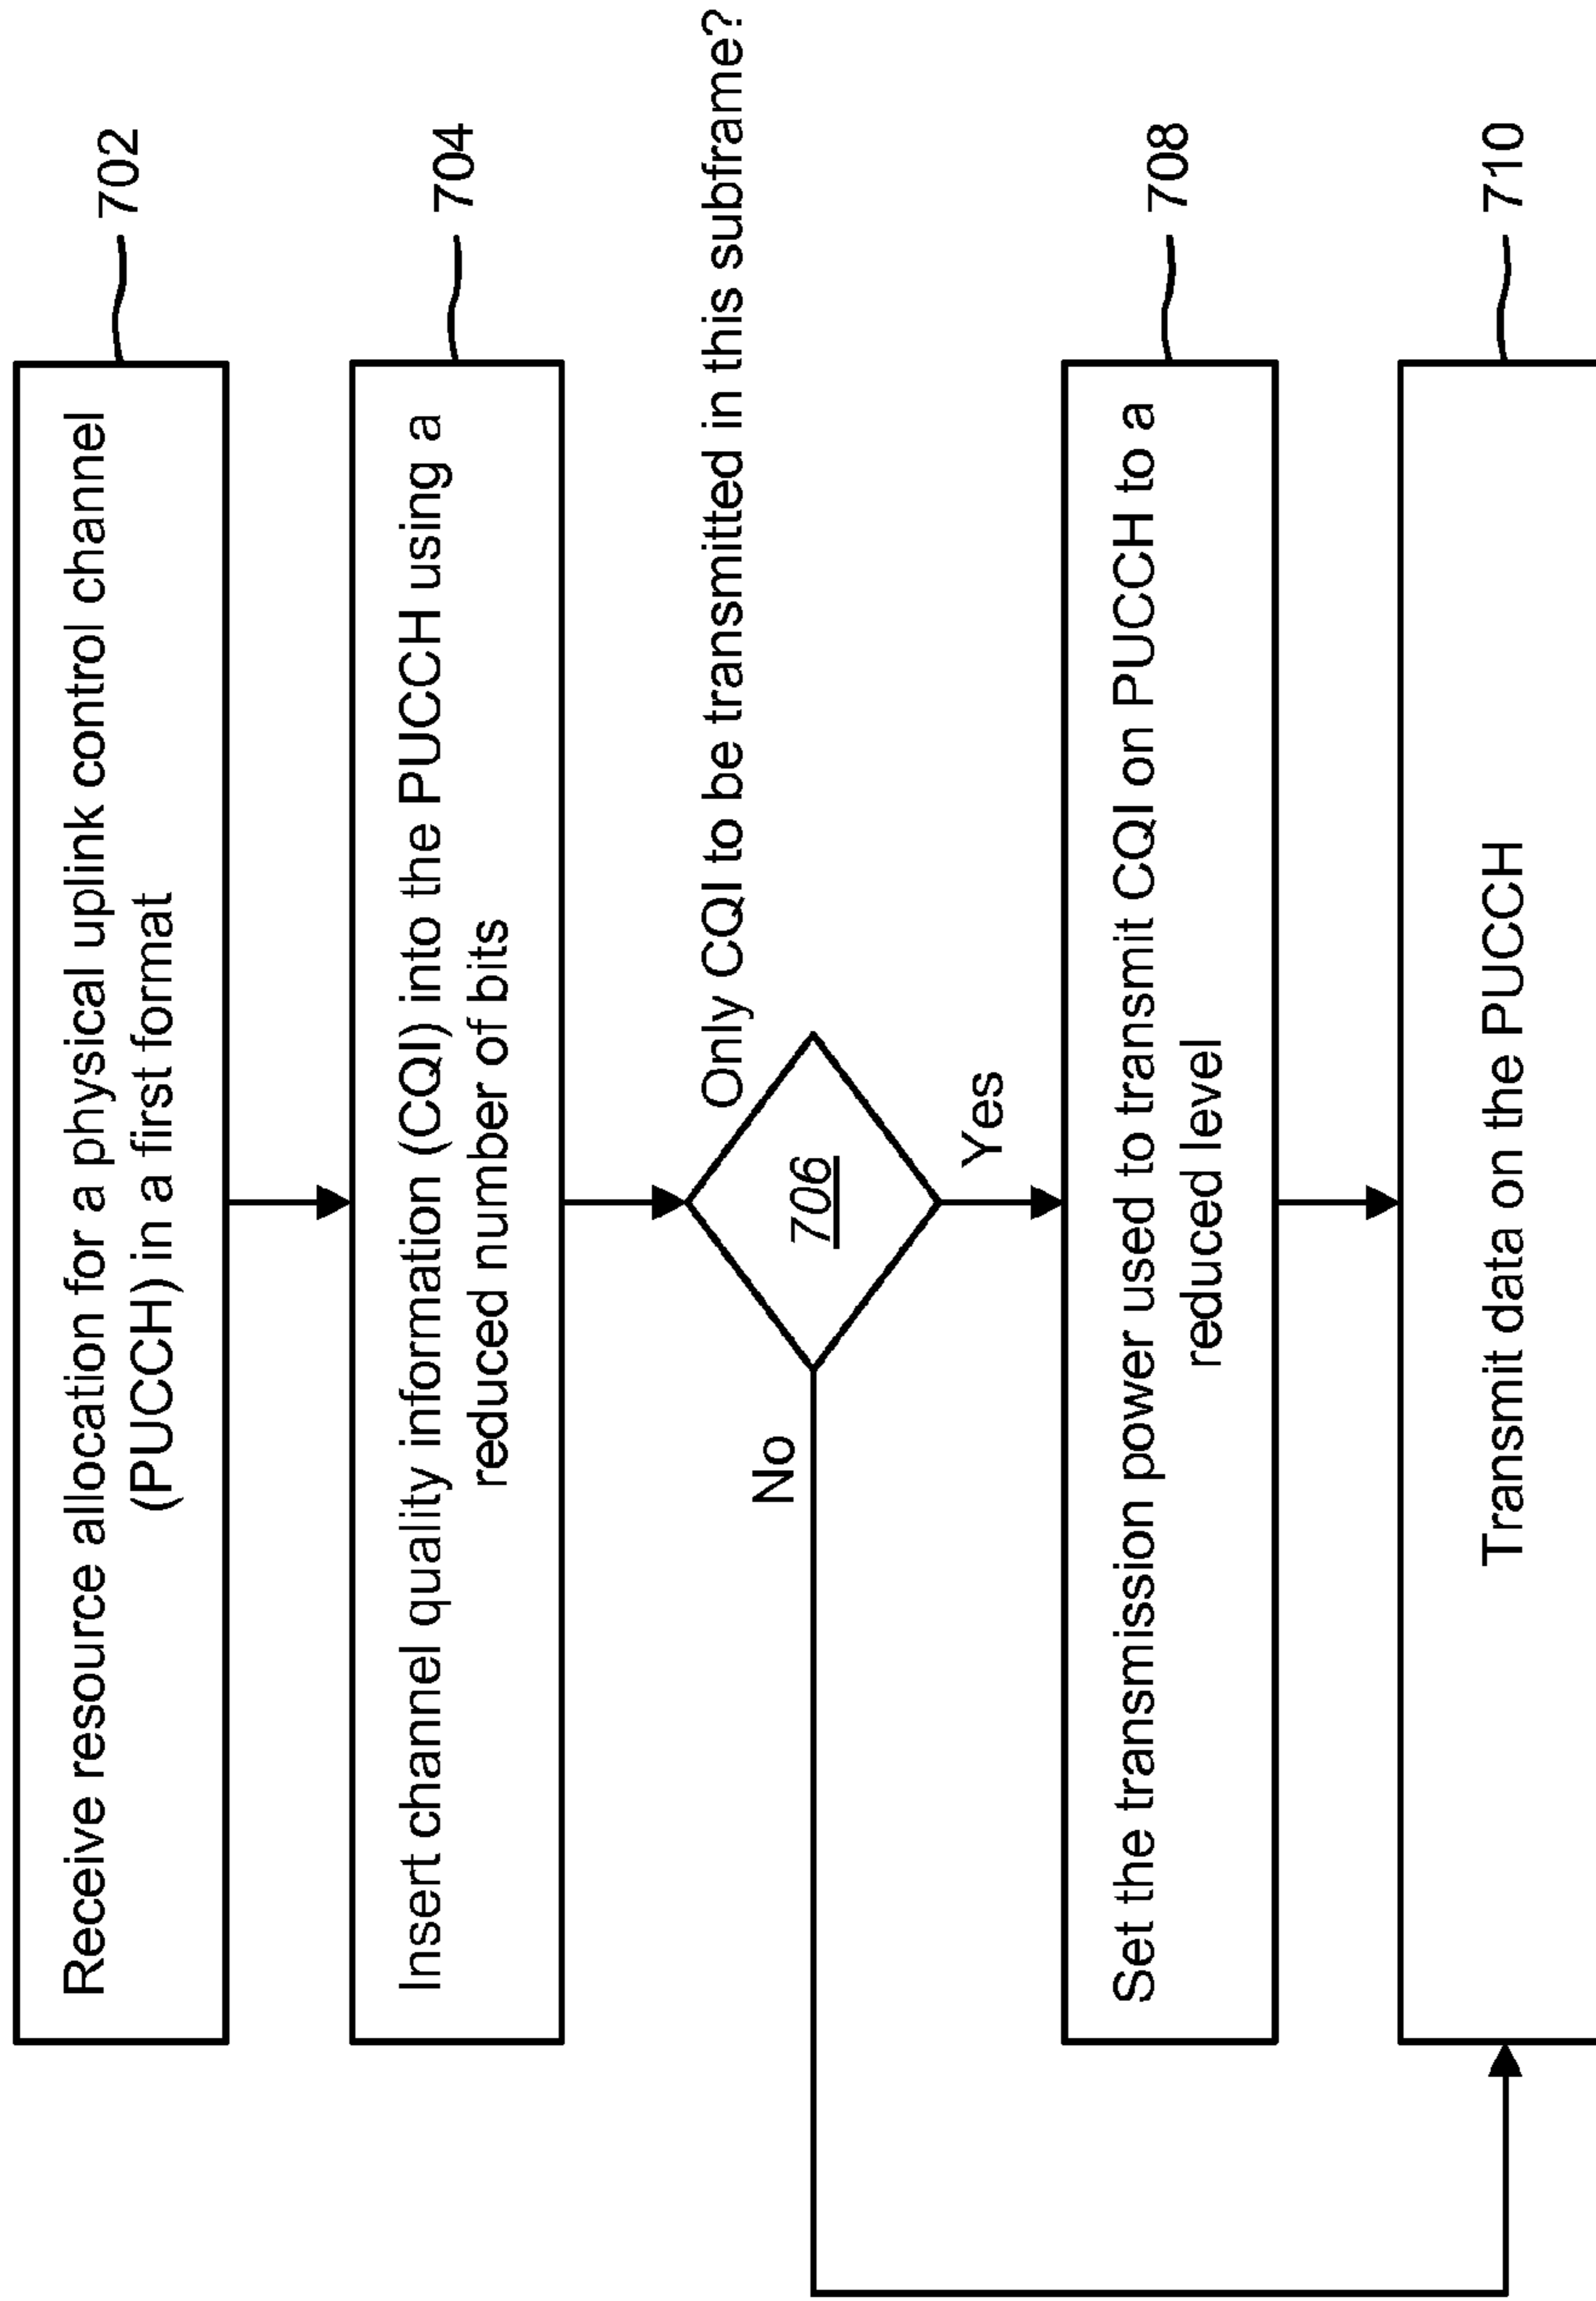 Receive resource allocation for a physical uplink control channel
(PUCCH) in a first format
702
Insert channel quality information (CQI) into the PUCCH using a
reduced number of bits
704
Only CQI to be transmitted in this subframe?
706
No
Yes
Set the transmission power used to transmit CQI on PUCCH to a
reduced level
708
Transmit data on the PUCCH
710